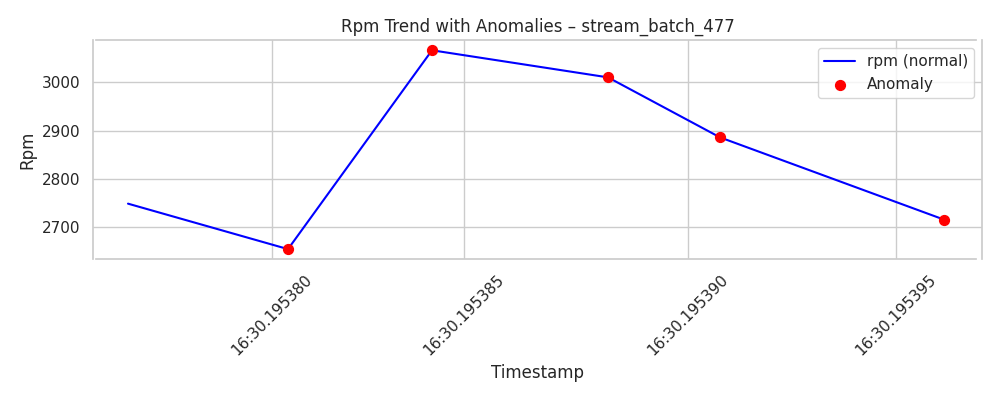 Rpm Trend with Anomalies – stream_batch_477
rpm (normal)
Anomaly
Rpm
3000
2900
2800
2700
16:30.195380
16:30.195385
16:30.195390
16:30.195395
Timestamp